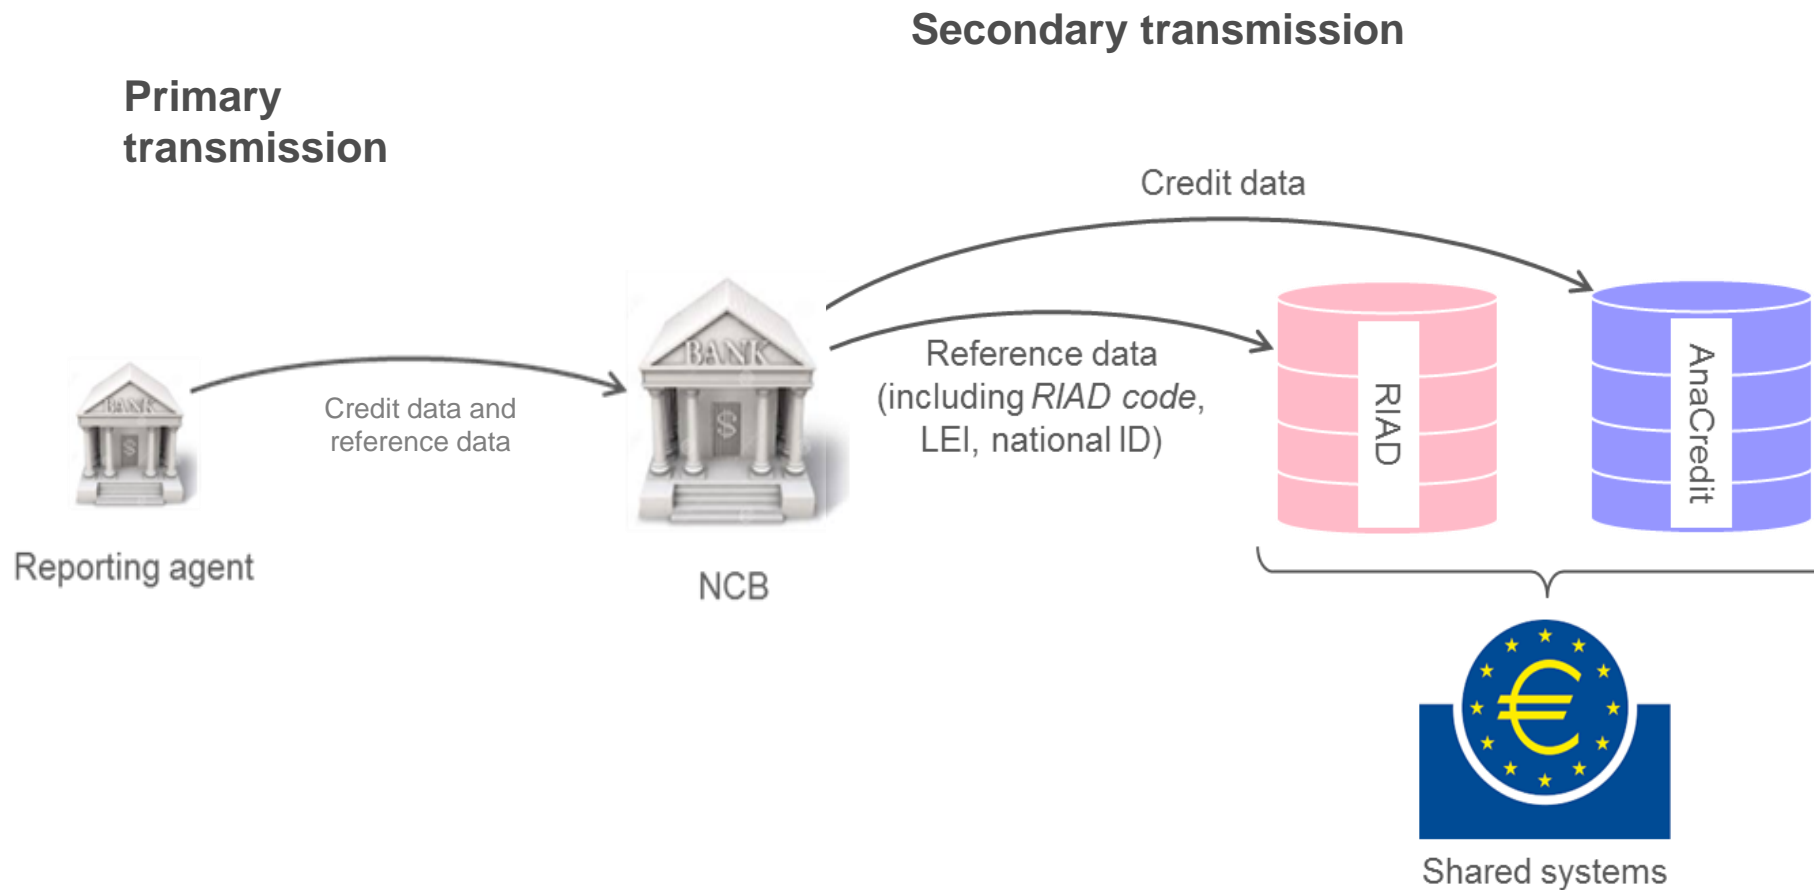 Secondary transmission
Primary
transmission
Credit data
BANK
BANK
$
$
Credit data and
reference data
Reference data
(including RIAD code,
LEI, national ID)
RIAD
AnaCredit
Reporting agent
NCB
€
Shared systems